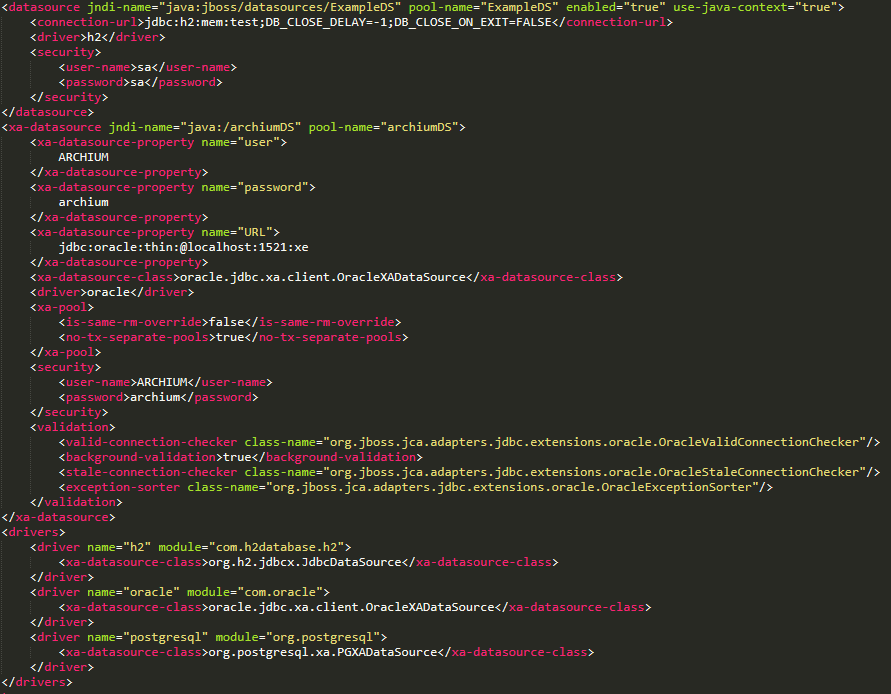 <datasource jndi-name="java:jboss/datasources/ExampleDS" pool-name="ExampleDS" enabled="true" use-java-context="true">
    <connection-url>jdbc:h2:mem:test;DB_CLOSE_DELAY=-1;DB_CLOSE_ON_EXIT=FALSE</connection-url>
    <driver>h2</driver>
    <security>
        <user-name>sa</user-name>
        <password>sa</password>
    </security>
</datasource>
<xa-datasource jndi-name="java:/archiumDS" pool-name="archiumDS">
    <xa-datasource-property name="user">
        ARCHIUM
    </xa-datasource-property>
    <xa-datasource-property name="password">
        archium
    </xa-datasource-property>
    <xa-datasource-property name="URL">
        jdbc:oracle:thin:@localhost:1521:xe
    </xa-datasource-property>
    <xa-datasource-class>oracle.jdbc.xa.client.OracleXADataSource</xa-datasource-class>
    <driver>oracle</driver>
    <xa-pool>
        <is-same-rm-override>false</is-same-rm-override>
        <no-tx-separate-pools>true</no-tx-separate-pools>
    </xa-pool>
    <security>
        <user-name>ARCHIUM</user-name>
        <password>archium</password>
    </security>
    <validation>
        <valid-connection-checker class-name="org.jboss.jca.adapters.jdbc.extensions.oracle.OracleValidConnectionChecker"/>
        <background-validation>true</background-validation>
        <stale-connection-checker class-name="org.jboss.jca.adapters.jdbc.extensions.oracle.OracleStaleConnectionChecker"/>
        <exception-sorter class-name="org.jboss.jca.adapters.jdbc.extensions.oracle.OracleExceptionSorter"/>
    </validation>
</xa-datasource>
<drivers>
    <driver name="h2" module="com.h2database.h2">
        <xa-datasource-class>org.h2.jdbcx.JdbcDataSource</xa-datasource-class>
    </driver>
    <driver name="oracle" module="com.oracle">
        <xa-datasource-class>oracle.jdbc.xa.client.OracleXADataSource</xa-datasource-class>
    </driver>
    <driver name="postgresql" module="org.postgresql">
        <xa-datasource-class>org.postgresql.xa.PGXADataSource</xa-datasource-class>
    </driver>
</drivers>